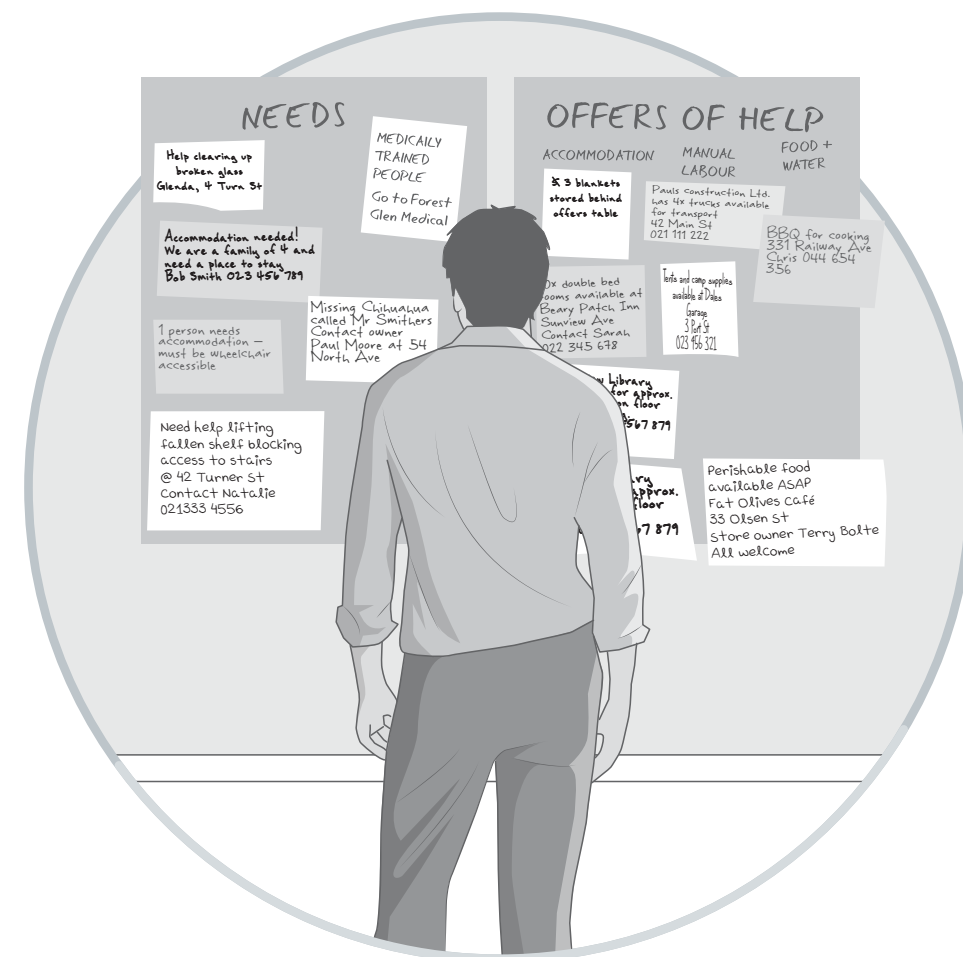 NEEDS
Help clearing up
broken glass
Glenda, 4 Turn St
MEDICALLY
TRAINED
PEOPLE
Go to Forest
Glen Medical
Accommodation needed!
We are a family of 4 and
need a place to stay
Bob Smith 023 456 789
Missing Chihuahua
called Mr Smithers
Contact owner
Paul Moore at 54
North Ave
1 person needs
accommodation –
must be wheelchair
accessible
Need help lifting
fallen shelf blocking
access to stairs
@ 42 Turner St
Contact Natalie
021333 4556
OFFERS OF HELP
ACCOMMODATION
MANUAL
LABOUR
FOOD +
WATER
3 blankets
stored behind
offers table
Pauls construction Ltd.
has 4x trucks available
for transport
42 Main St
021 111 222
BBQ for cooking
331 Railway Ave
Chris 044 654
356
0x double bed
ooms available at
Beary Patch Inn
Sunview Ave
Contact Sarah
022 345 678
Tents and camp supplies
available at Dales
Garage
3 Port St
023 456 321
w Library
for approx.
on floor
567 879
ry
approx.
loor
7 879
Perishable food
available ASAP
Fat Olives Café
33 Olsen St
Store owner Terry Bolte
All welcome